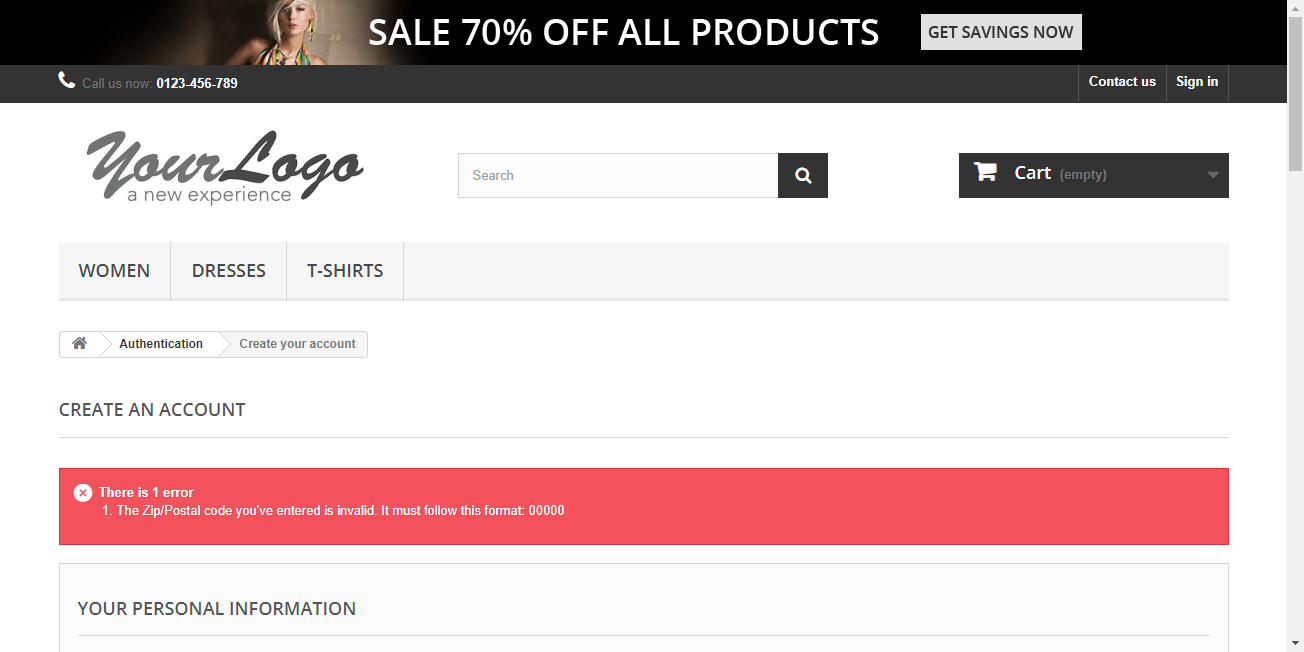 SALE 70% OFF ALL PRODUCTS GET SAVINGS NOW
Call us now: 0123-456-789 Contact us Sign in
YourLogo
a new experience
Search
Cart (empty)
WOMEN DRESSES T-SHIRTS
Authentication Create your account
CREATE AN ACCOUNT
There is 1 error
1. The Zip/Postal code you've entered is invalid. It must follow this format: 00000
YOUR PERSONAL INFORMATION